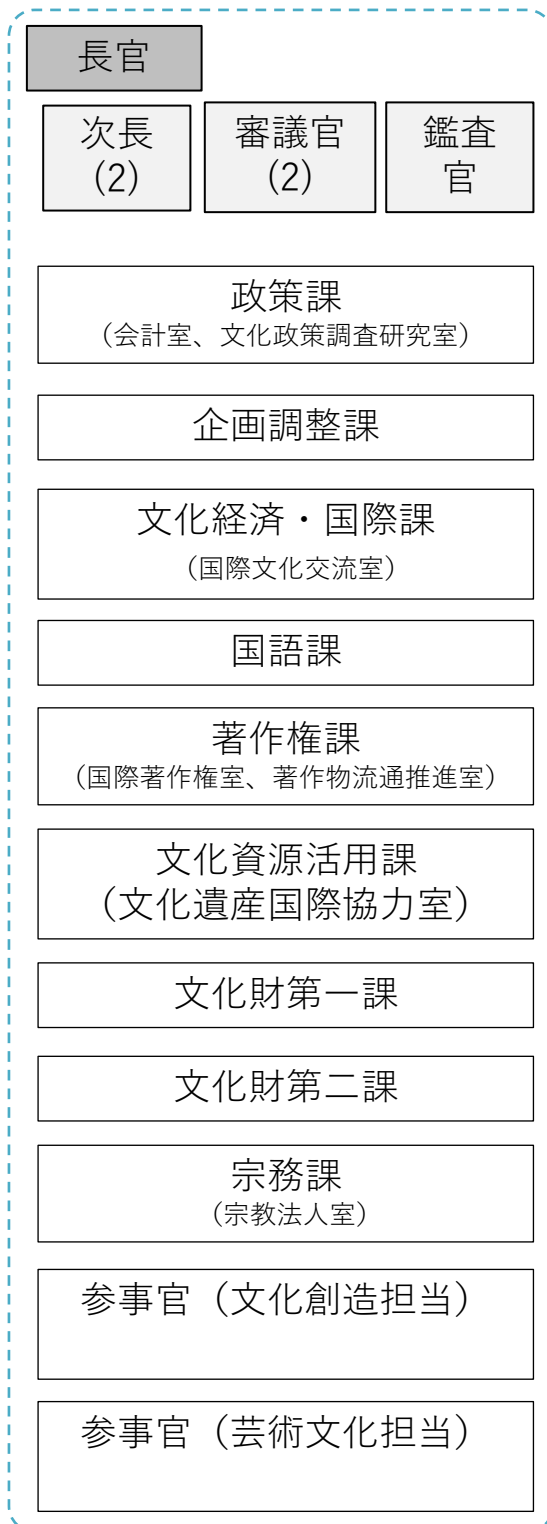 長官
次長
(2)
審議官
(2)
鑑査
官
政策課
（会計室、文化政策調査研究室）
企画調整課
文化経済・国際課
（国際文化交流室）
国語課
著作権課
（国際著作権室、著作物流通推進室）
文化資源活用課
（文化遺産国際協力室）
文化財第一課
文化財第二課
宗務課
（宗教法人室）
参事官（文化創造担当）
参事官（芸術文化担当）